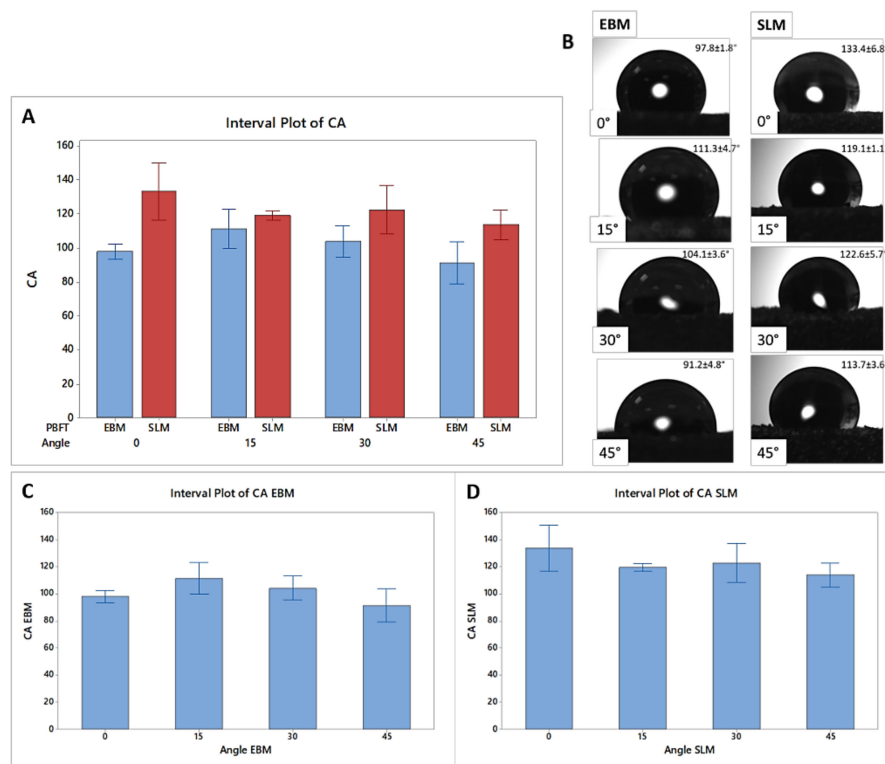 A
Interval Plot of CA
160
140
120
100
80
60
40
20
0
CA
PBFT EBM SLM EBM SLM EBM SLM EBM SLM
Angle 0 15 30 45
B
EBM SLM
97.8±1.8° 133.4±6.8
0° 0°
111.3±4.7° 119.1±1.1
15° 15°
104.1±3.6° 122.6±5.7°
30° 30°
91.2±4.8° 113.7±3.6
45° 45°
C
Interval Plot of CA EBM
160
140
120
100
80
60
40
20
0
CA EBM
0 15 30 45
Angle EBM
D
Interval Plot of CA SLM
160
140
120
100
80
60
40
20
0
CA SLM
0 15 30 45
Angle SLM